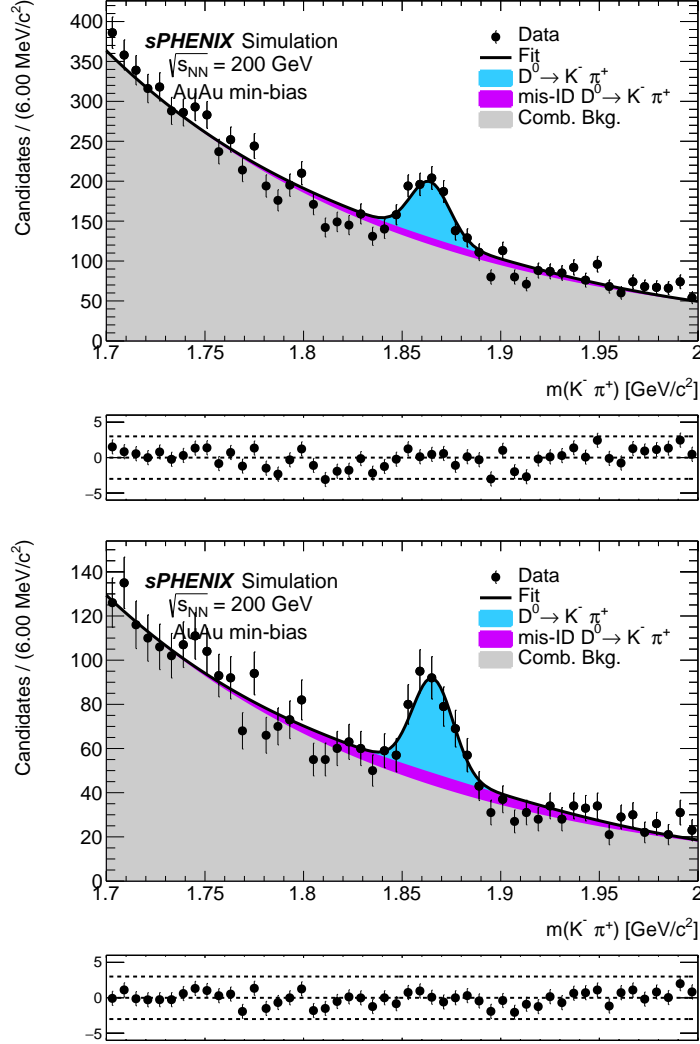 400
350
300
250
200
150
100
50
0
Candidates / (6.00 MeV/c²)
sPHENIX Simulation
√s_NN = 200 GeV
AuAu min-bias
Data
Fit
D⁰→ K⁻ π⁺
mis-ID D⁰→ K⁻ π⁺
Comb. Bkg.
1.7 1.75 1.8 1.85 1.9 1.95 2
m(K⁻ π⁺) [GeV/c²]
5
0
−5
140
120
100
80
60
40
20
0
Candidates / (6.00 MeV/c²)
sPHENIX Simulation
√s_NN = 200 GeV
AuAu min-bias
Data
Fit
D⁰→ K⁻ π⁺
mis-ID D⁰→ K⁻ π⁺
Comb. Bkg.
1.7 1.75 1.8 1.85 1.9 1.95 2
m(K⁻ π⁺) [GeV/c²]
5
0
−5